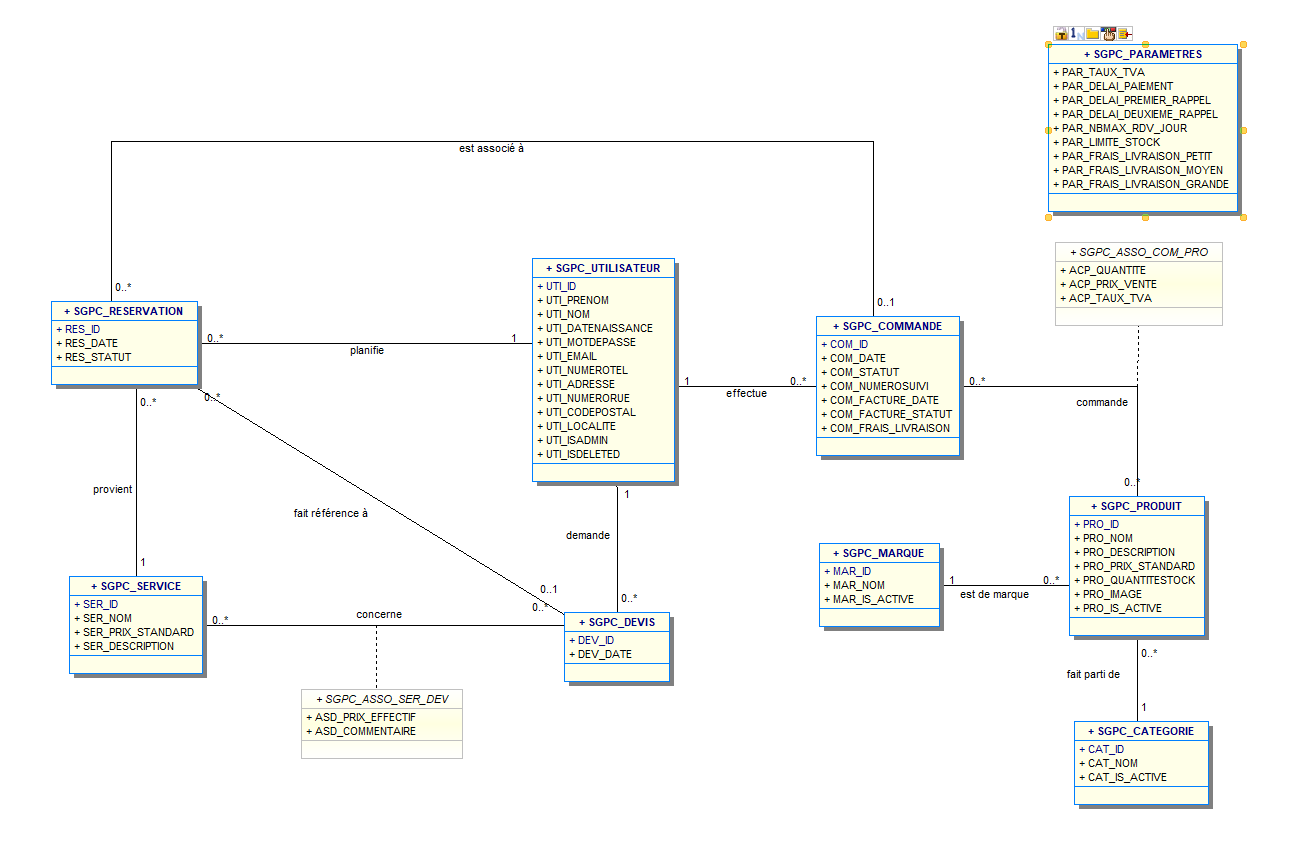 + SGPC_PARAMETRES
+ PAR_TAUX_TVA
+ PAR_DELAI_PAIEMENT
+ PAR_DELAI_PREMIER_RAPPEL
+ PAR_DELAI_DEUXIEME_RAPPEL
+ PAR_NBMAX_RDV_JOUR
+ PAR_LIMITE_STOCK
+ PAR_FRAIS_LIVRAISON_PETIT
+ PAR_FRAIS_LIVRAISON_MOYEN
+ PAR_FRAIS_LIVRAISON_GRANDE
est associé à
0..*
0..1
+ SGPC_ASSO_COM_PRO
+ ACP_QUANTITE
+ ACP_PRIX_VENTE
+ ACP_TAUX_TVA
+ SGPC_RESERVATION
+ RES_ID
+ RES_DATE
+ RES_STATUT
0..*
planifie
1
+ SGPC_UTILISATEUR
+ UTI_ID
+ UTI_PRENOM
+ UTI_NOM
+ UTI_DATENAISSANCE
+ UTI_MOTDEPASSE
+ UTI_EMAIL
+ UTI_NUMEROTEL
+ UTI_ADRESSE
+ UTI_NUMERORUE
+ UTI_CODEPOSTAL
+ UTI_LOCALITE
+ UTI_ISADMIN
+ UTI_ISDELETED
1
effectue
0..*
+ SGPC_COMMANDE
+ COM_ID
+ COM_DATE
+ COM_STATUT
+ COM_NUMEROSUIVI
+ COM_FACTURE_DATE
+ COM_FACTURE_STATUT
+ COM_FRAIS_LIVRAISON
0..*
commande
0..*
0..*
provient
1
0..*
fait référence à
0..1
1
demande
0..*
+ SGPC_SERVICE
+ SER_ID
+ SER_NOM
+ SER_PRIX_STANDARD
+ SER_DESCRIPTION
0..*
concerne
0..*
+ SGPC_DEVIS
+ DEV_ID
+ DEV_DATE
+ SGPC_ASSO_SER_DEV
+ ASD_PRIX_EFFECTIF
+ ASD_COMMENTAIRE
+ SGPC_MARQUE
+ MAR_ID
+ MAR_NOM
+ MAR_IS_ACTIVE
1
est de marque
0..*
+ SGPC_PRODUIT
+ PRO_ID
+ PRO_NOM
+ PRO_DESCRIPTION
+ PRO_PRIX_STANDARD
+ PRO_QUANTITESTOCK
+ PRO_IMAGE
+ PRO_IS_ACTIVE
0..*
fait parti de
1
+ SGPC_CATEGORIE
+ CAT_ID
+ CAT_NOM
+ CAT_IS_ACTIVE